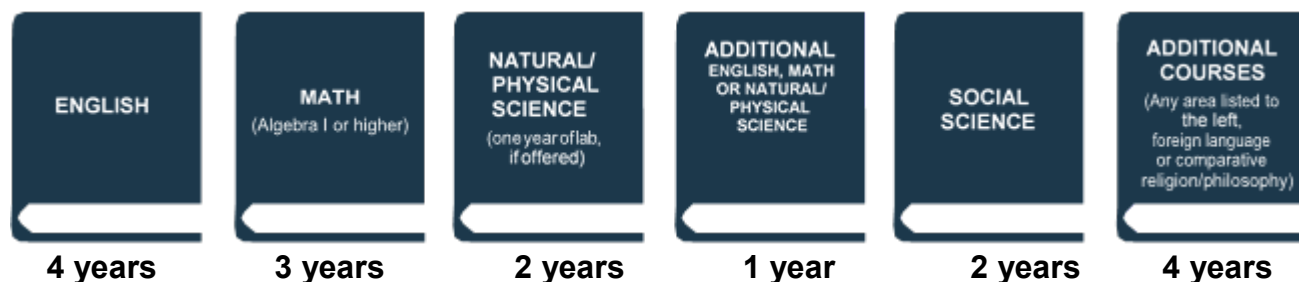 ENGLISH
4 years
MATH
(Algebra I or higher)
3 years
NATURAL/
PHYSICAL
SCIENCE
(one year of lab,
if offered)
2 years
ADDITIONAL
ENGLISH, MATH
OR NATURAL/
PHYSICAL
SCIENCE
1 year
SOCIAL
SCIENCE
2 years
ADDITIONAL
COURSES
(Any area listed to
the left,
foreign language
or comparative
religion/philosophy)
4 years